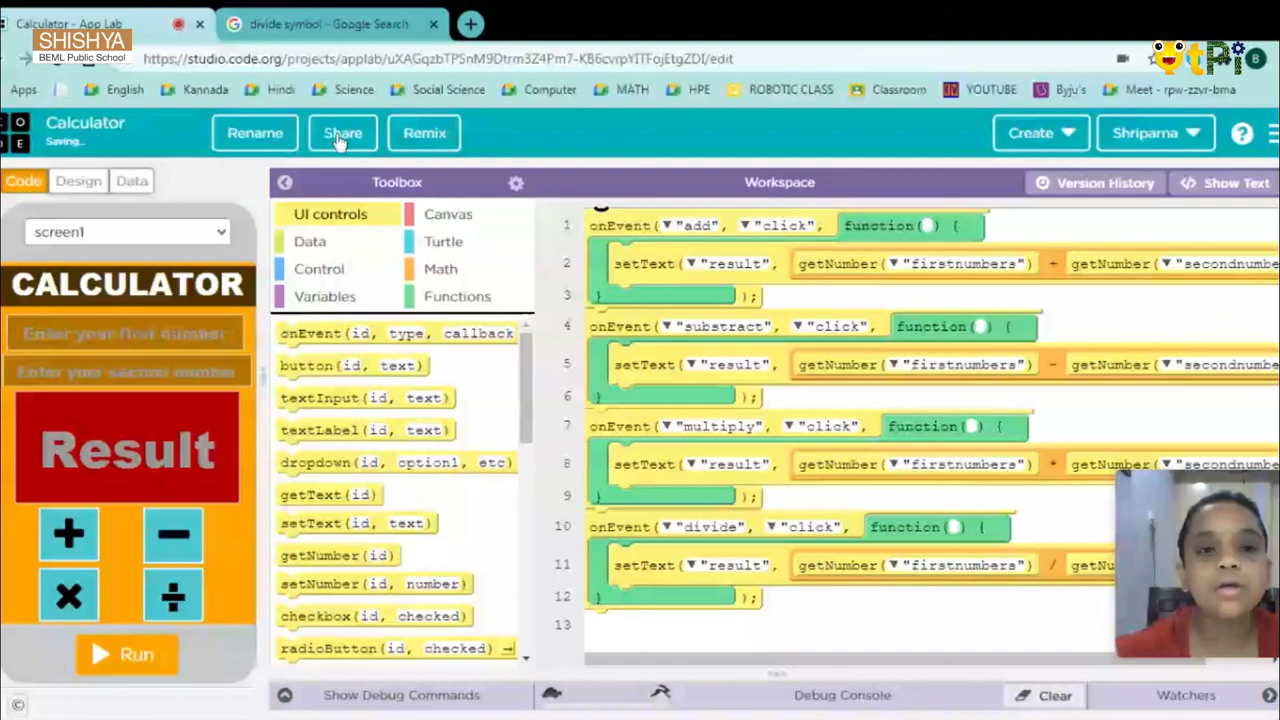 Calculator - App Lab
divide symbol - Google Search
SHISHYA
BEML Public School
https://studio.code.org/projects/applab/uXAGqzbTPSnM9Dtrm3Z4Pm7-KB6cvrpYITFojEtgZDI/edit
B
Apps English Kannada Hindi Science Social Science Computer MATH HPE ROBOTIC CLASS Classroom YOUTUBE Byju's Meet - rpw-zzvr-bma
Calculator
Saving...
Rename Share Remix
Create Shriparna ?
O
E
Code Design Data
Toolbox
Workspace
Version History
Show Text
screen1
CALCULATOR
Enter your first number
Enter your second number
Result
+ −
× ÷
Run
UI controls Canvas
Data Turtle
Control Math
Variables Functions
onEvent(id, type, callback
button(id, text)
textInput(id, text)
textLabel(id, text)
dropdown(id, option1, etc)
getText(id)
setText(id, text)
getNumber(id)
setNumber(id, number)
checkbox(id, checked)
radioButton(id, checked)
1 onEvent("add", "click", function() {
2 setText("result", getNumber("firstnumbers") + getNumber("secondnumbe
3 } );
4 onEvent("substract", "click", function() {
5 setText("result", getNumber("firstnumbers") - getNumber("secondnumbe
6 } );
7 onEvent("multiply", "click", function() {
8 setText("result", getNumber("firstnumbers") * getNumber("secondnumbe
9 } );
10 onEvent("divide", "click", function() {
11 setText("result", getNumber("firstnumbers") / getNu
12 } );
13
Show Debug Commands
Debug Console
Clear
Watchers